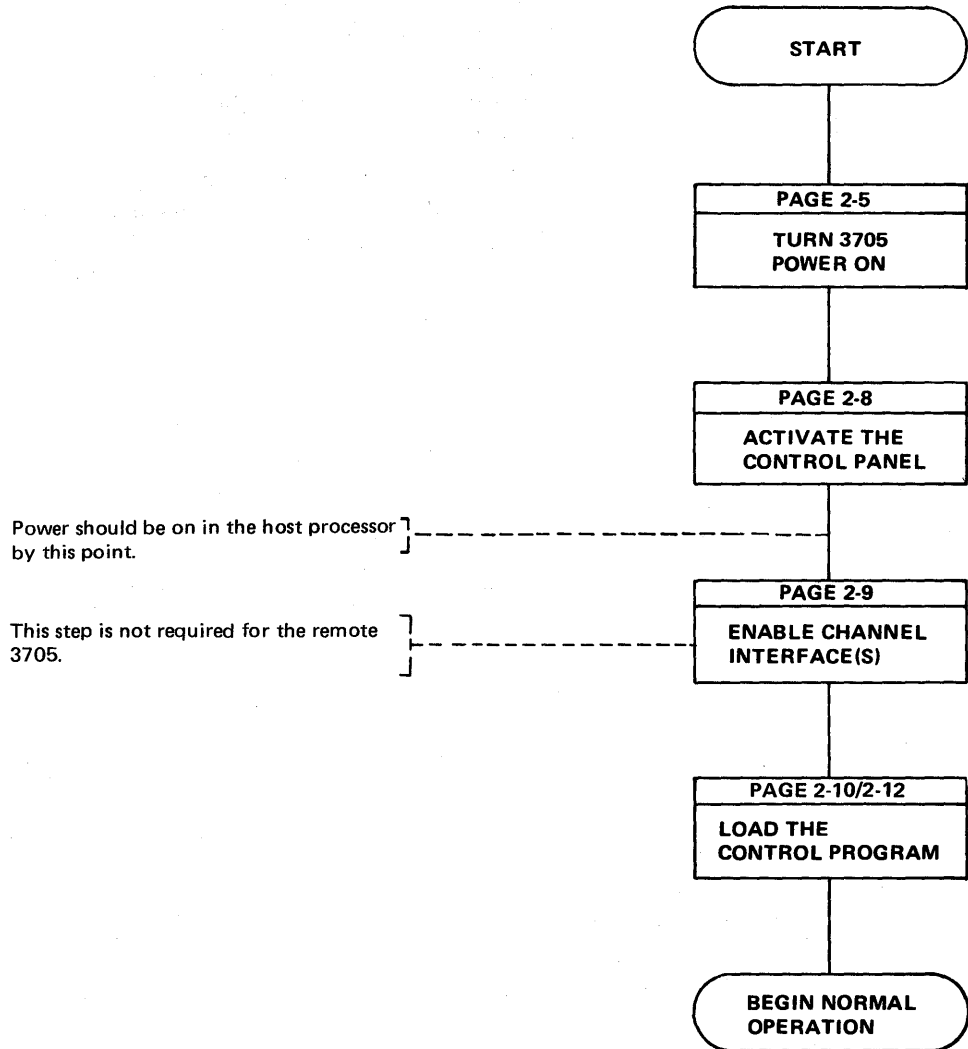 START
PAGE 2-5
TURN 3705
POWER ON
PAGE 2-8
ACTIVATE THE
CONTROL PANEL
Power should be on in the host processor
by this point.
PAGE 2-9
ENABLE CHANNEL
INTERFACE(S)
This step is not required for the remote
3705.
PAGE 2-10/2-12
LOAD THE
CONTROL PROGRAM
BEGIN NORMAL
OPERATION